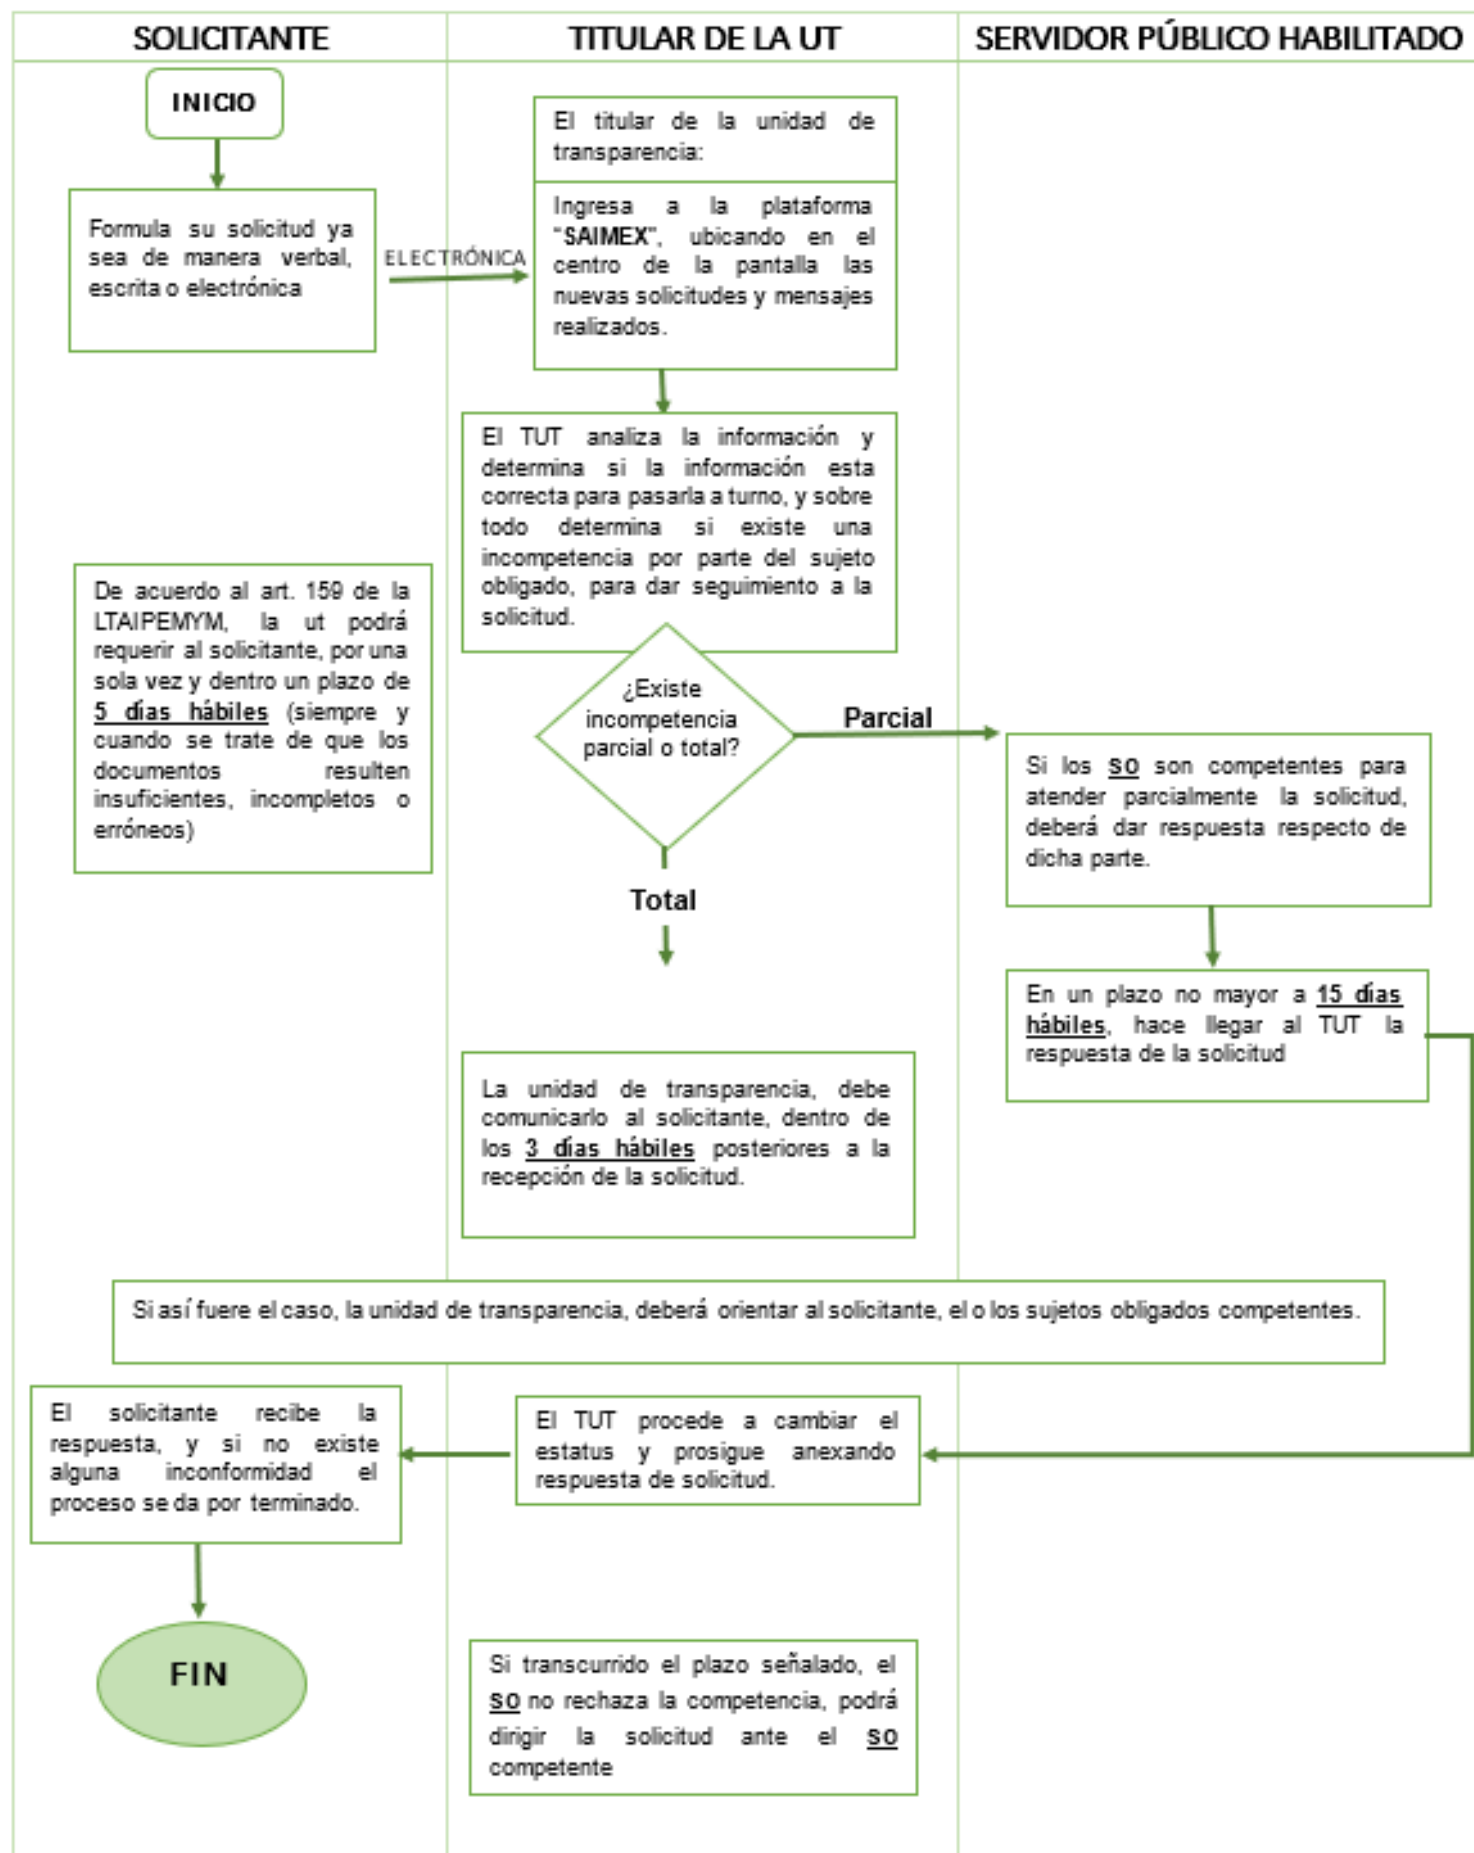 SOLICITANTE
TITULAR DE LA UT
SERVIDOR PÚBLICO HABILITADO
INICIO
Formula su solicitud ya
sea de manera verbal,
escrita o electrónica
ELECTRÓNICA
El titular de la unidad de
transparencia:
Ingresa a la plataforma
"SAIMEX", ubicando en el
centro de la pantalla las
nuevas solicitudes y mensajes
realizados.
El TUT analiza la información y
determina si la información esta
correcta para pasarla a turno, y sobre
todo determina si existe una
incompetencia por parte del sujeto
obligado, para dar seguimiento a la
solicitud.
De acuerdo al art. 159 de la
LTAIPEMYM, la ut podrá
requerir al solicitante, por una
sola vez y dentro un plazo de
5 días hábiles (siempre y
cuando se trate de que los
documentos resulten
insuficientes, incompletos o
erróneos)
¿Existe
incompetencia
parcial o total?
Parcial
Si los SO son competentes para
atender parcialmente la solicitud,
deberá dar respuesta respecto de
dicha parte.
Total
En un plazo no mayor a 15 días
hábiles, hace llegar al TUT la
respuesta de la solicitud
La unidad de transparencia, debe
comunicarlo al solicitante, dentro de
los 3 días hábiles posteriores a la
recepción de la solicitud.
Si así fuere el caso, la unidad de transparencia, deberá orientar al solicitante, el o los sujetos obligados competentes.
El solicitante recibe la
respuesta, y si no existe
alguna inconformidad el
proceso se da por terminado.
El TUT procede a cambiar el
estatus y prosigue anexando
respuesta de solicitud.
FIN
Si transcurrido el plazo señalado, el
SO no rechaza la competencia, podrá
dirigir la solicitud ante el SO
competente